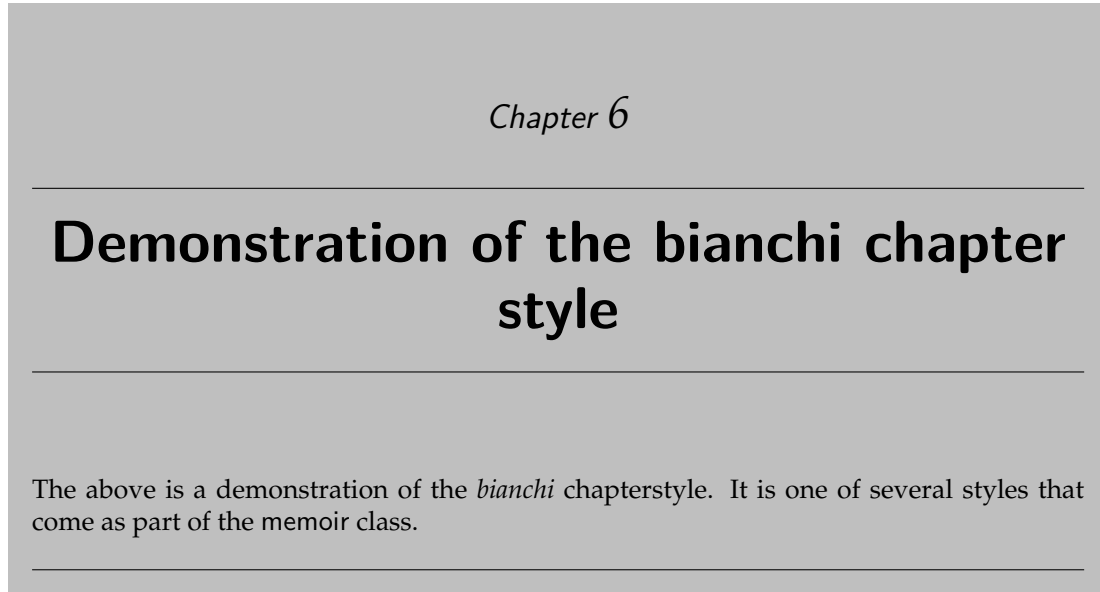 Chapter 6
Demonstration of the bianchi chapter
style
The above is a demonstration of the bianchi chapterstyle. It is one of several styles that
come as part of the memoir class.